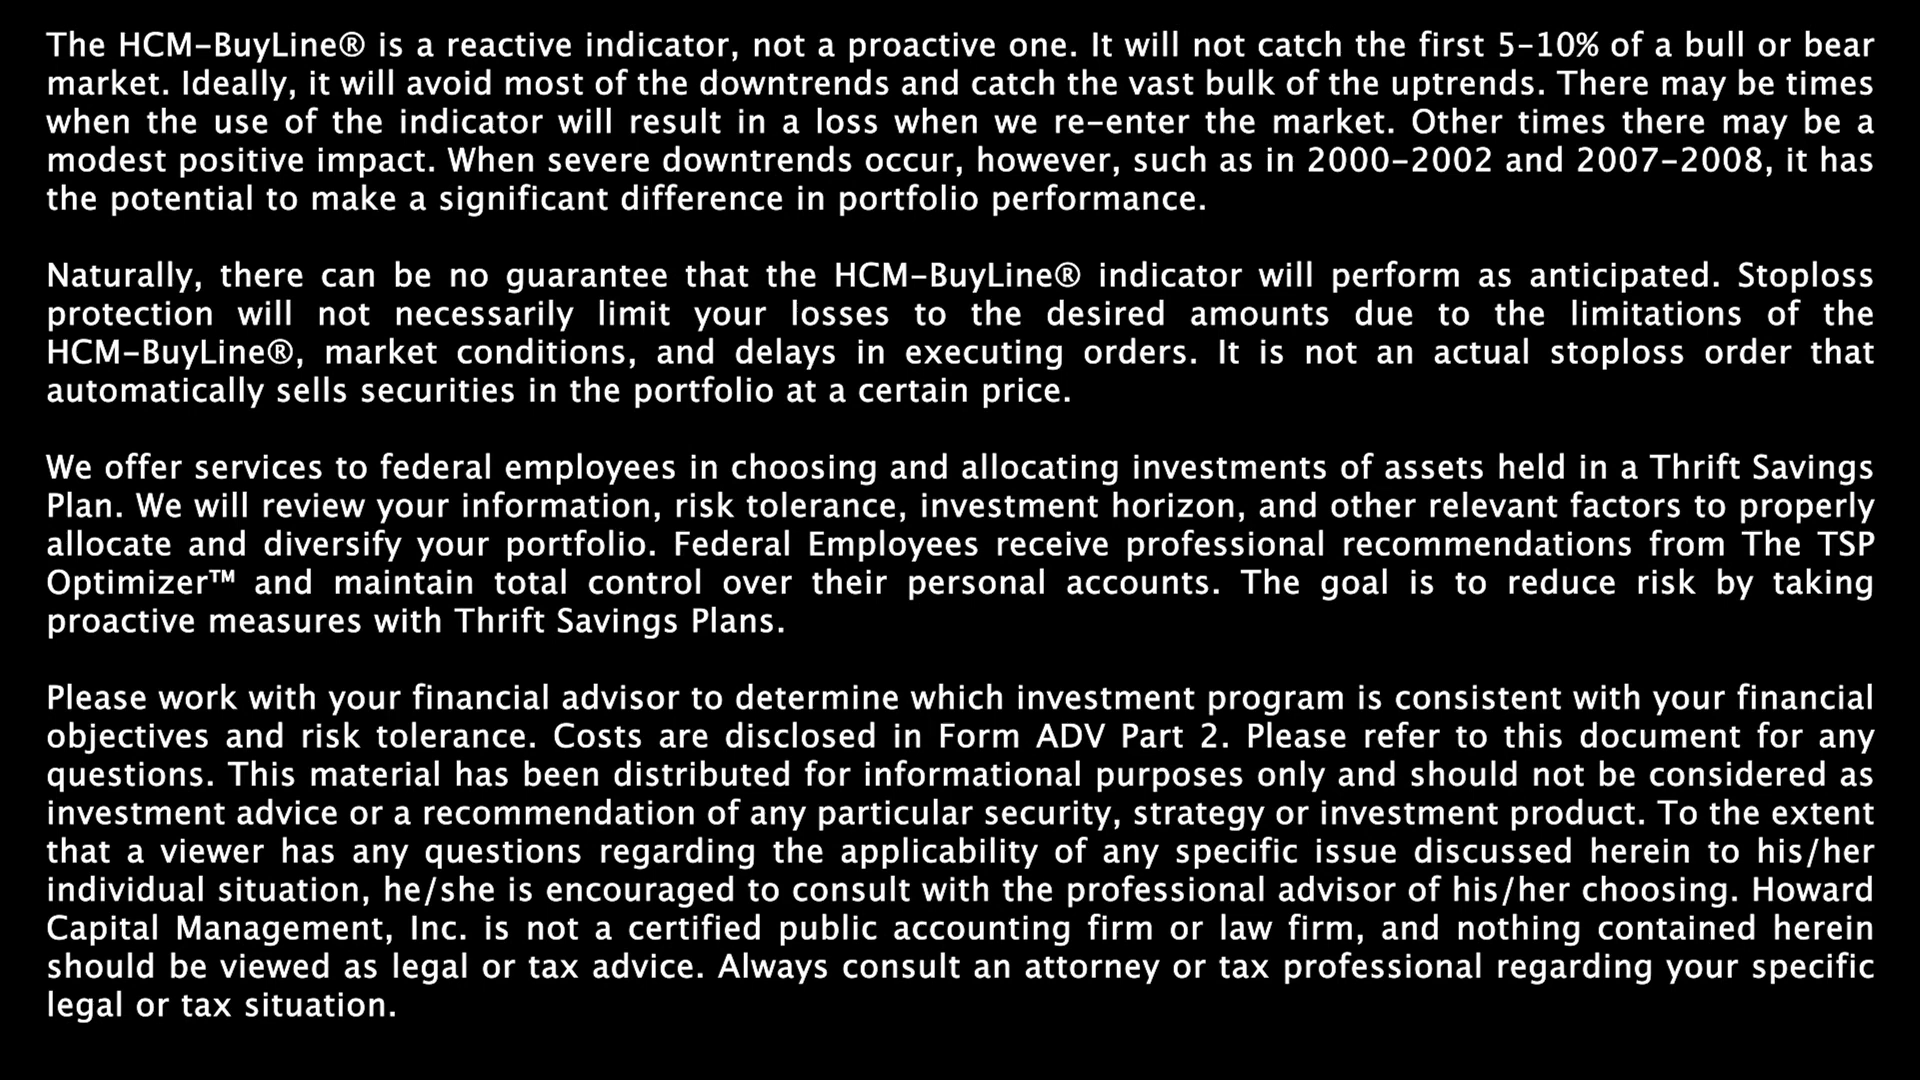 The HCM-BuyLine® is a reactive indicator, not a proactive one. It will not catch the first 5-10% of a bull or bear
market. Ideally, it will avoid most of the downtrends and catch the vast bulk of the uptrends. There may be times
when the use of the indicator will result in a loss when we re-enter the market. Other times there may be a
modest positive impact. When severe downtrends occur, however, such as in 2000-2002 and 2007-2008, it has
the potential to make a significant difference in portfolio performance.
Naturally, there can be no guarantee that the HCM-BuyLine® indicator will perform as anticipated. Stoploss
protection will not necessarily limit your losses to the desired amounts due to the limitations of the
HCM-BuyLine®, market conditions, and delays in executing orders. It is not an actual stoploss order that
automatically sells securities in the portfolio at a certain price.
We offer services to federal employees in choosing and allocating investments of assets held in a Thrift Savings
Plan. We will review your information, risk tolerance, investment horizon, and other relevant factors to properly
allocate and diversify your portfolio. Federal Employees receive professional recommendations from The TSP
Optimizer™ and maintain total control over their personal accounts. The goal is to reduce risk by taking
proactive measures with Thrift Savings Plans.
Please work with your financial advisor to determine which investment program is consistent with your financial
objectives and risk tolerance. Costs are disclosed in Form ADV Part 2. Please refer to this document for any
questions. This material has been distributed for informational purposes only and should not be considered as
investment advice or a recommendation of any particular security, strategy or investment product. To the extent
that a viewer has any questions regarding the applicability of any specific issue discussed herein to his/her
individual situation, he/she is encouraged to consult with the professional advisor of his/her choosing. Howard
Capital Management, Inc. is not a certified public accounting firm or law firm, and nothing contained herein
should be viewed as legal or tax advice. Always consult an attorney or tax professional regarding your specific
legal or tax situation.